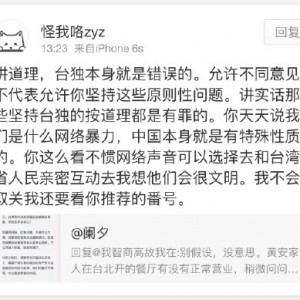 怪我咯zyz
回复
13:23 来自iPhone 6s
讲道理，台独本身就是错误的。允许不同意见
不代表允许你坚持这些原则性问题。讲实话那
些坚持台独的按道理都是有罪的。你天天说我
们是什么网络暴力，中国本身就是有特殊性质
的。你这么看不惯网络声音可以选择去和台湾
省人民亲密互动去我想他们会很文明。我不会
取关我还要看你推荐的番号。
@阑夕
回复@我智商高故我在:别假设，没意思。黄安家
人在台北开的餐厅有没有正常营业，稍微问问...